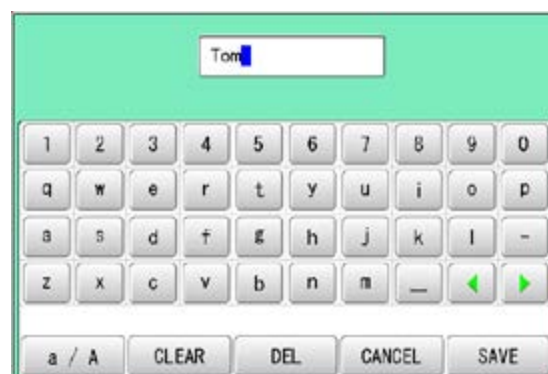 Tom
1 2 3 4 5 6 7 8 9 0
q w e r t y u i o p
a s d f g h j k l -
z x c v b n m _
a / A CLEAR DEL CANCEL SAVE